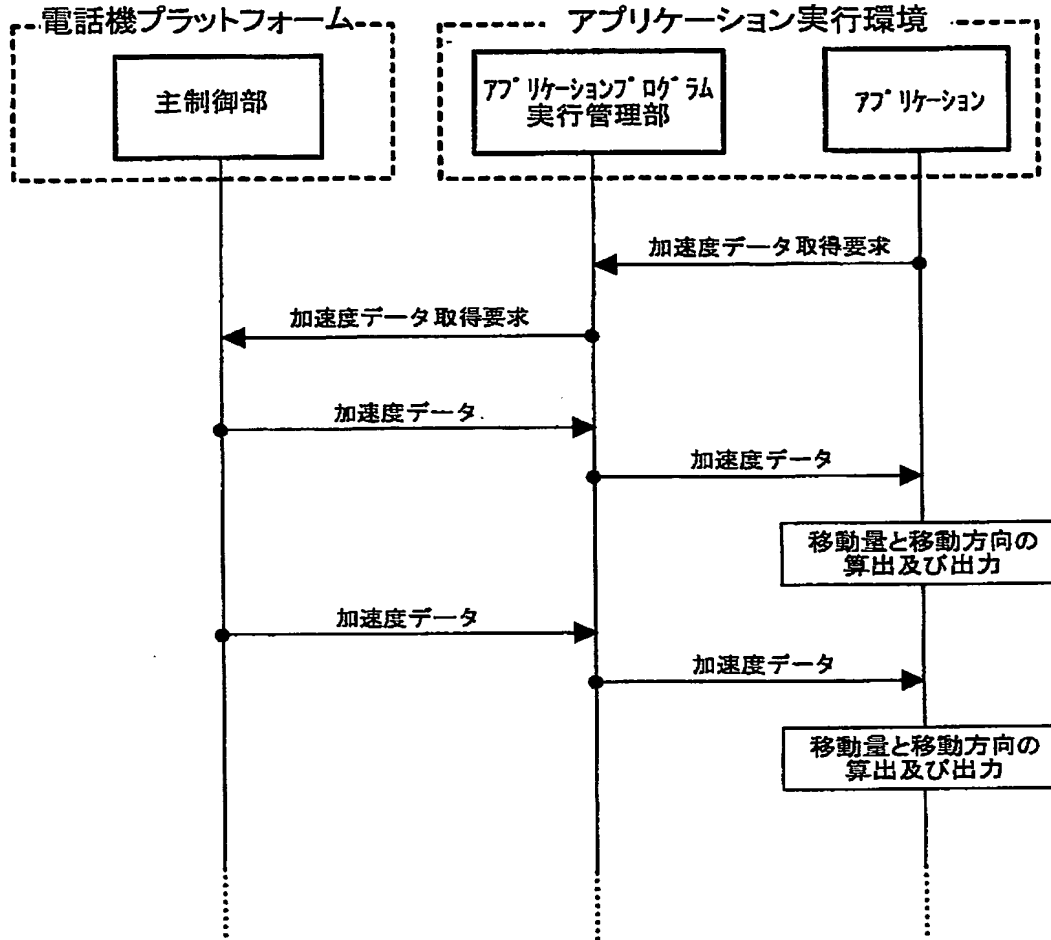 電話機プラットフォーム
アプリケーション実行環境
主制御部
アプリケーションプログラム
実行管理部
アプリケーション
加速度データ取得要求
加速度データ取得要求
加速度データ
加速度データ
移動量と移動方向の
算出及び出力
加速度データ
加速度データ
移動量と移動方向の
算出及び出力